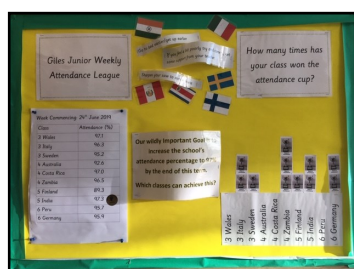 Giles Junior Weekly
Attendance League
How many times has
your class won the
attendance cup?
Week Commencing 24th June 2019
Class Attendance (%)
3 Wales 97.1
3 Italy 96.3
3 Sweden 96.2
4 Australia 92.6
4 Costa Rica 97.0
4 Zambia 96.5
5 Finland 89.3
5 India 97.3
6 Peru 95.7
6 Germany 95.9
Our wildly Important Goal is to
increase the school's
attendance percentage to 97%
by the end of this term.
Which classes can achieve this?
3 Wales
3 Italy
3 Sweden
4 Australia
4 Costa Rica
4 Zambia
5 Finland
5 India
6 Peru
6 Germany